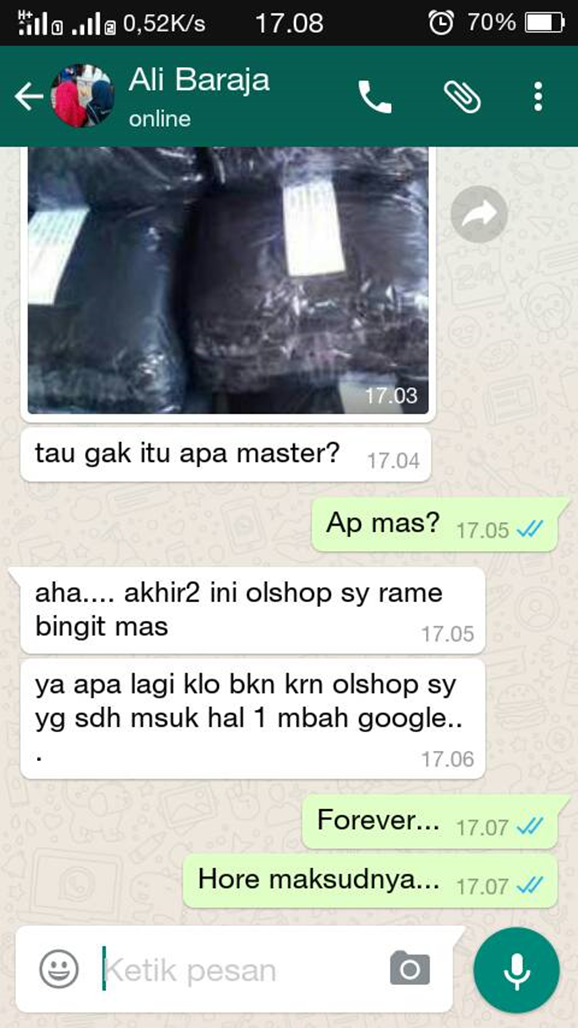 H+ 1 2 0,52K/s 17.08 70%
Ali Baraja
online
17.03
tau gak itu apa master? 17.04
Ap mas? 17.05
aha.... akhir2 ini olshop sy rame
bingit mas 17.05
ya apa lagi klo bkn krn olshop sy
yg sdh msuk hal 1 mbah google..
. 17.06
Forever... 17.07
Hore maksudnya... 17.07
Ketik pesan